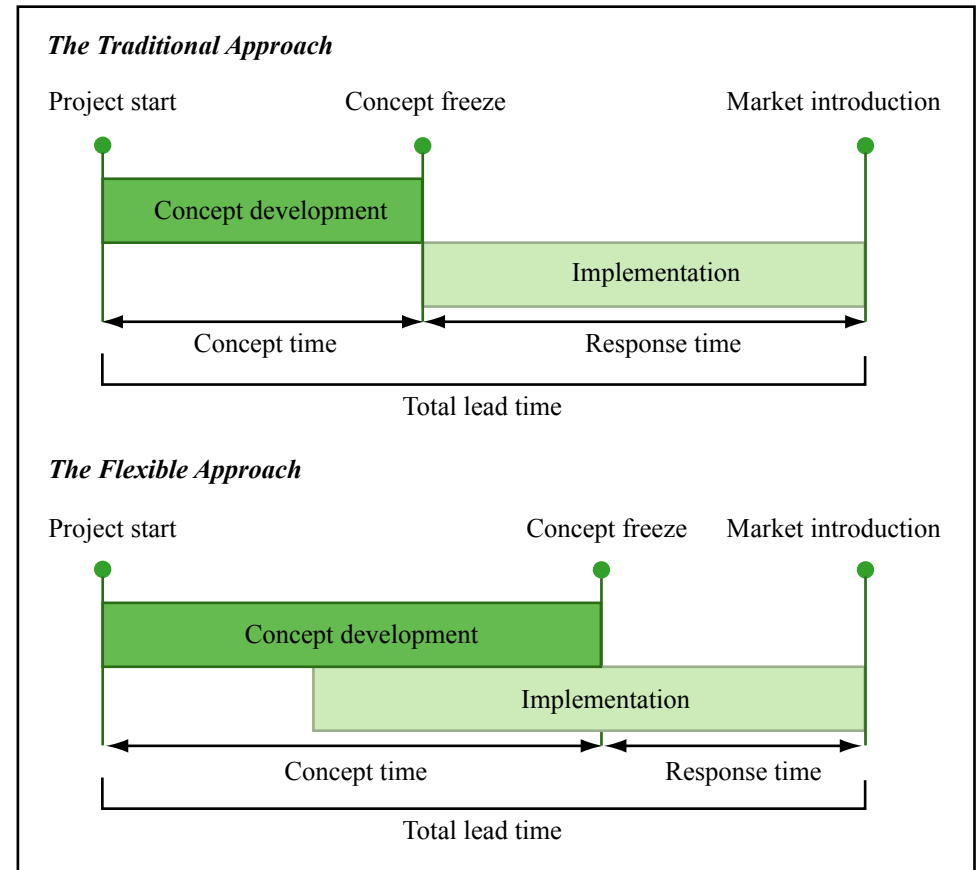 The Traditional Approach
Project start
Concept freeze
Market introduction
Concept development
Implementation
Concept time
Response time
Total lead time
The Flexible Approach
Project start
Concept freeze
Market introduction
Concept development
Implementation
Concept time
Response time
Total lead time